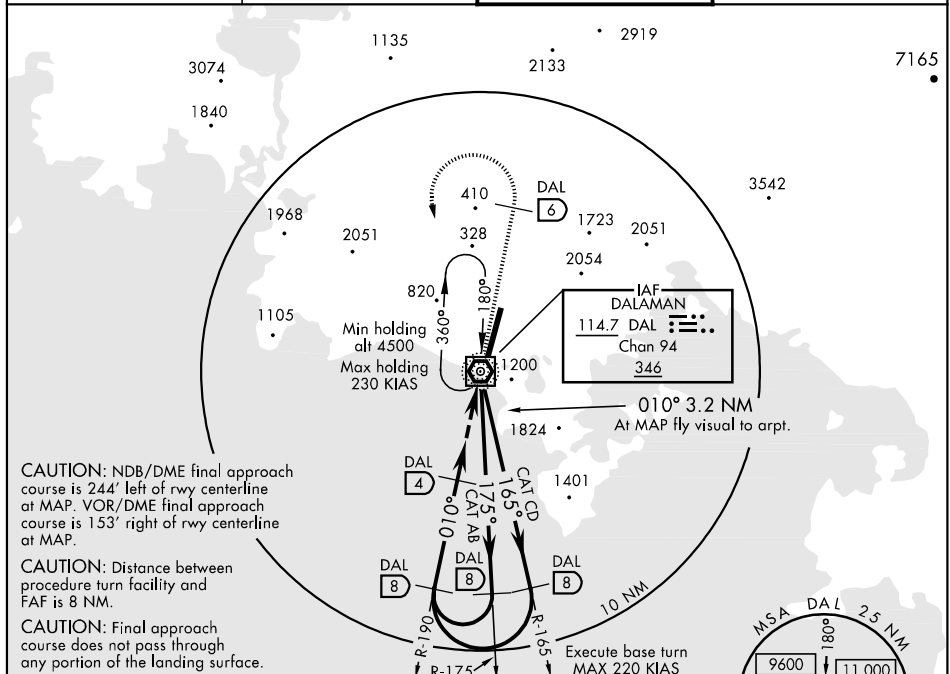 1135
2919
2133
3074
7165
1840
DAL
6
410
3542
1968
1723
2051
2051
328
2054
820
360°
180°
IAF
DALAMAN
114.7 DAL
Chan 94
346
1105
Min holding
alt 4500
Max holding
230 KIAS
1200
010° 3.2 NM
At MAP fly visual to arpt.
1824
CAUTION: NDB/DME final approach
course is 244' left of rwy centerline
at MAP. VOR/DME final approach
course is 153' right of rwy centerline
at MAP.
DAL
4
010°
175°
CAT AB
165°
CAT CD
1401
CAUTION: Distance between
procedure turn facility and
FAF is 8 NM.
DAL
8
DAL
8
DAL
8
10 NM
CAUTION: Final approach
course does not pass through
any portion of the landing surface.
R-190
R-175
R-165
Execute base turn
MAX 220 KIAS
MSA DAL 25 NM
180°
9600
11,000